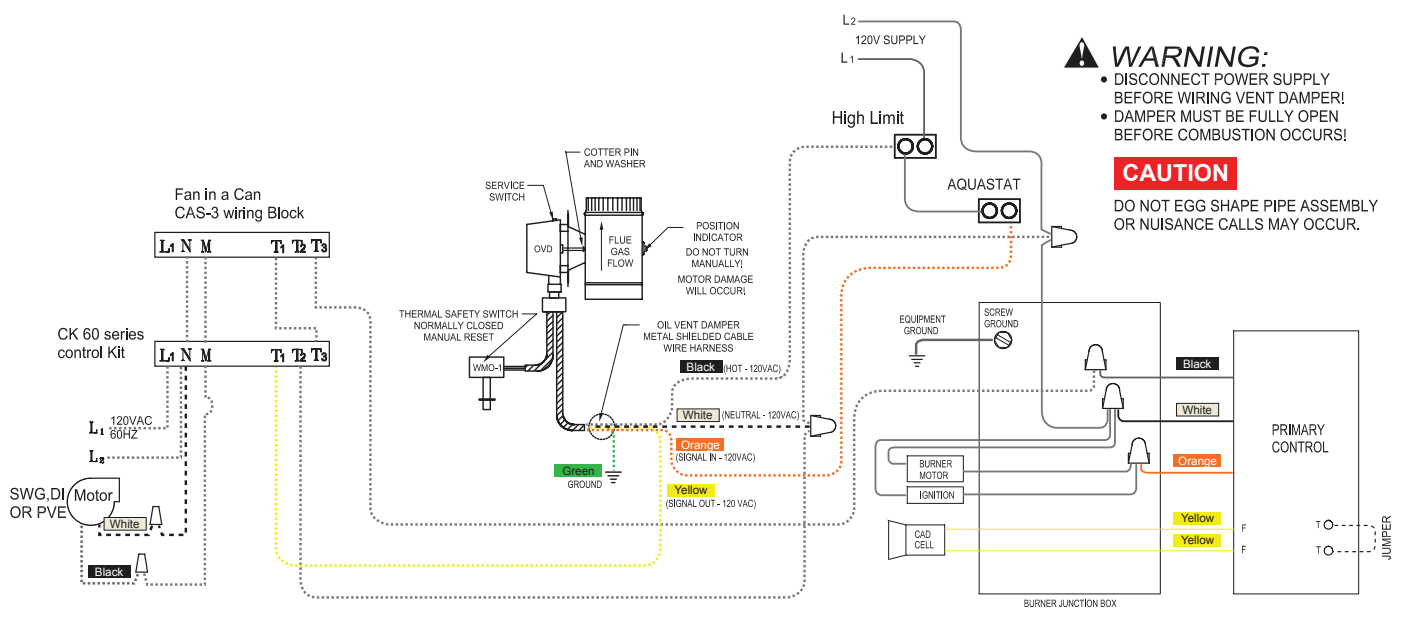 L2
120V SUPPLY
L1
WARNING:
• DISCONNECT POWER SUPPLY
BEFORE WIRING VENT DAMPER!
• DAMPER MUST BE FULLY OPEN
BEFORE COMBUSTION OCCURS!
CAUTION
DO NOT EGG SHAPE PIPE ASSEMBLY
OR NUISANCE CALLS MAY OCCUR.
High Limit
AQUASTAT
COTTER PIN
AND WASHER
SERVICE
SWITCH
OVD
FLUE
GAS
FLOW
POSITION
INDICATOR
DO NOT TURN
MANUALLY!
MOTOR DAMAGE
WILL OCCUR!
Fan in a Can
CAS-3 wiring Block
L1 N M T1 T2 T3
CK 60 series
control Kit
L1 N M T1 T2 T3
THERMAL SAFETY SWITCH
NORMALLY CLOSED
MANUAL RESET
WMO-1
OIL VENT DAMPER
METAL SHIELDED CABLE
WIRE HARNESS
Black (HOT - 120VAC)
White (NEUTRAL - 120VAC)
Orange
(SIGNAL IN - 120VAC)
Green
GROUND
Yellow
(SIGNAL OUT - 120 VAC)
L1 120VAC
60HZ
L2
SWG,DI
OR PVE
Motor
White
Black
EQUIPMENT
GROUND
SCREW
GROUND
Black
White
Orange
Yellow
Yellow
BURNER
MOTOR
IGNITION
CAD
CELL
PRIMARY
CONTROL
F
F
T
T
JUMPER
BURNER JUNCTION BOX